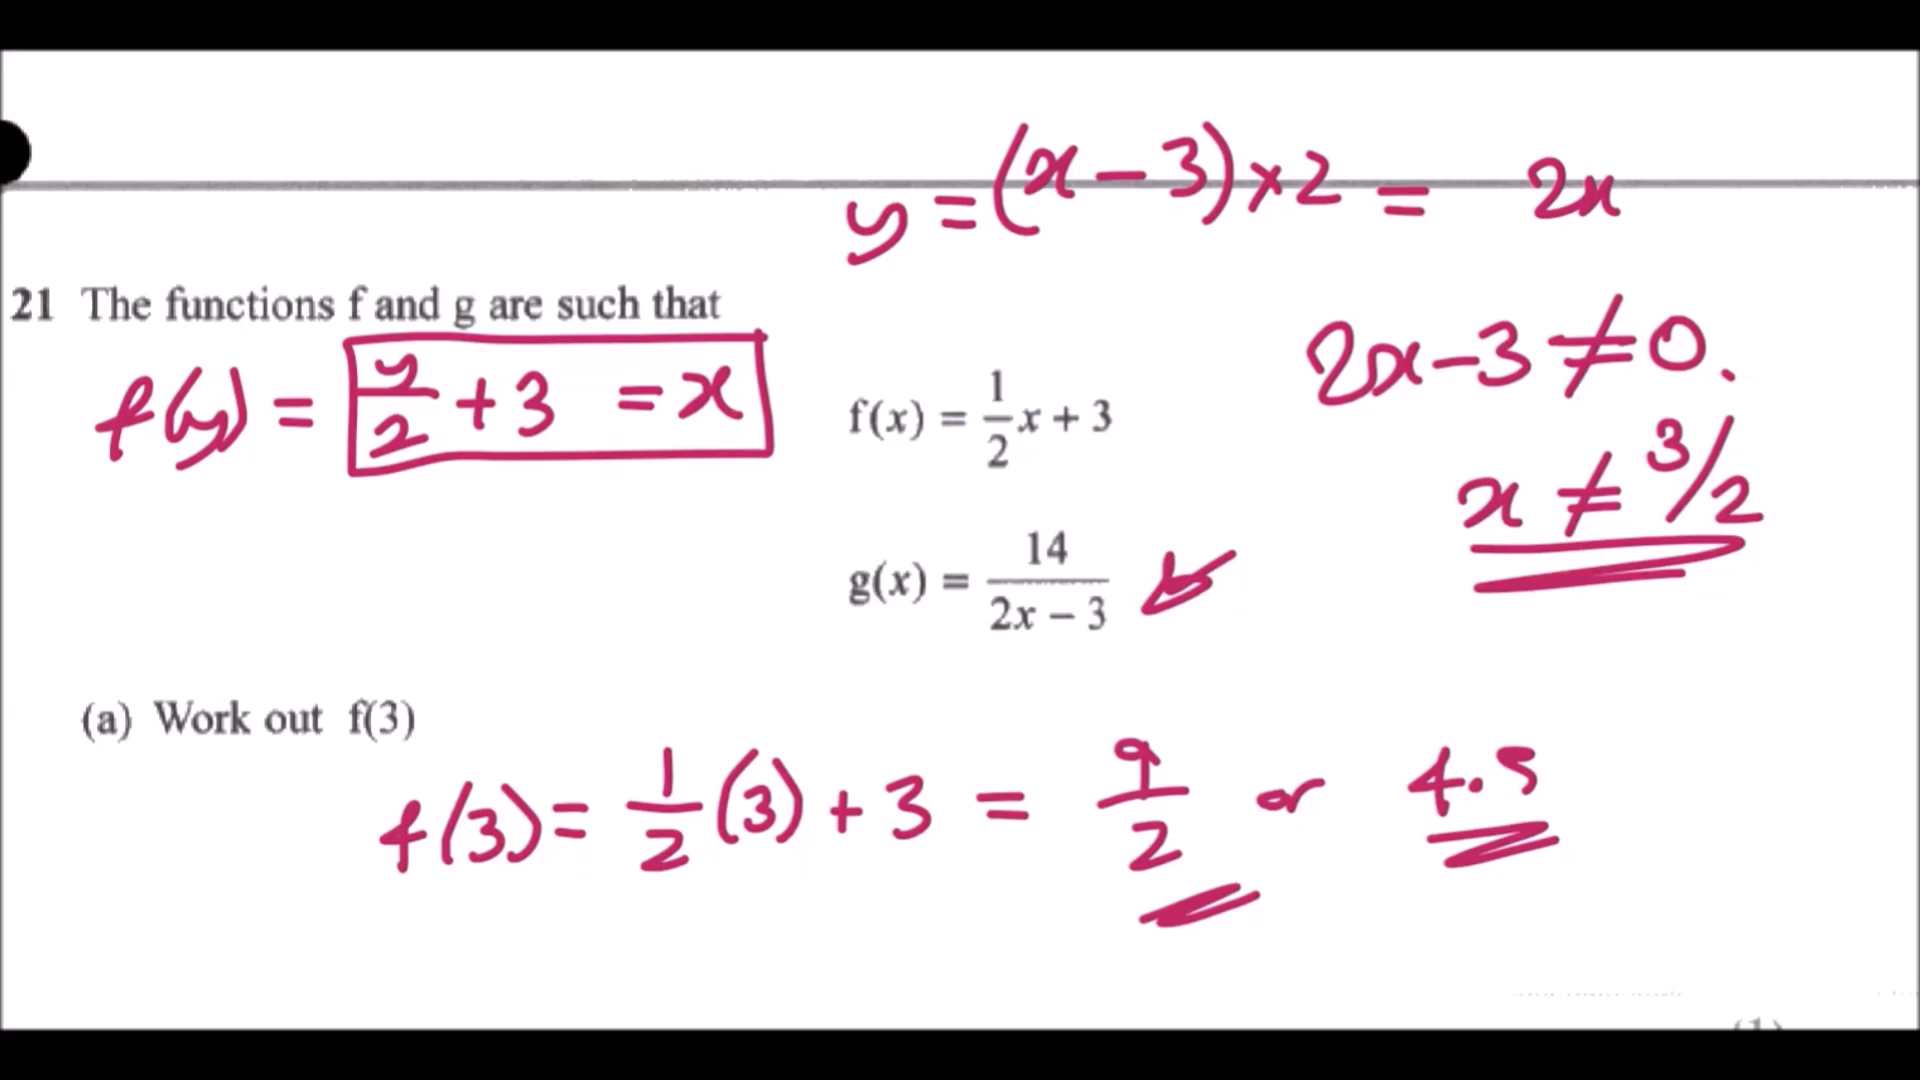 y = (x - 3) × 2 = 2x
21 The functions f and g are such that
2x - 3 ≠ 0.
f(y) = y/2 + 3 = x
f(x) = 1/2 x + 3
x ≠ 3/2
g(x) = 14/(2x - 3)
(a) Work out f(3)
f(3) = 1/2 (3) + 3 = 9/2 or 4.5